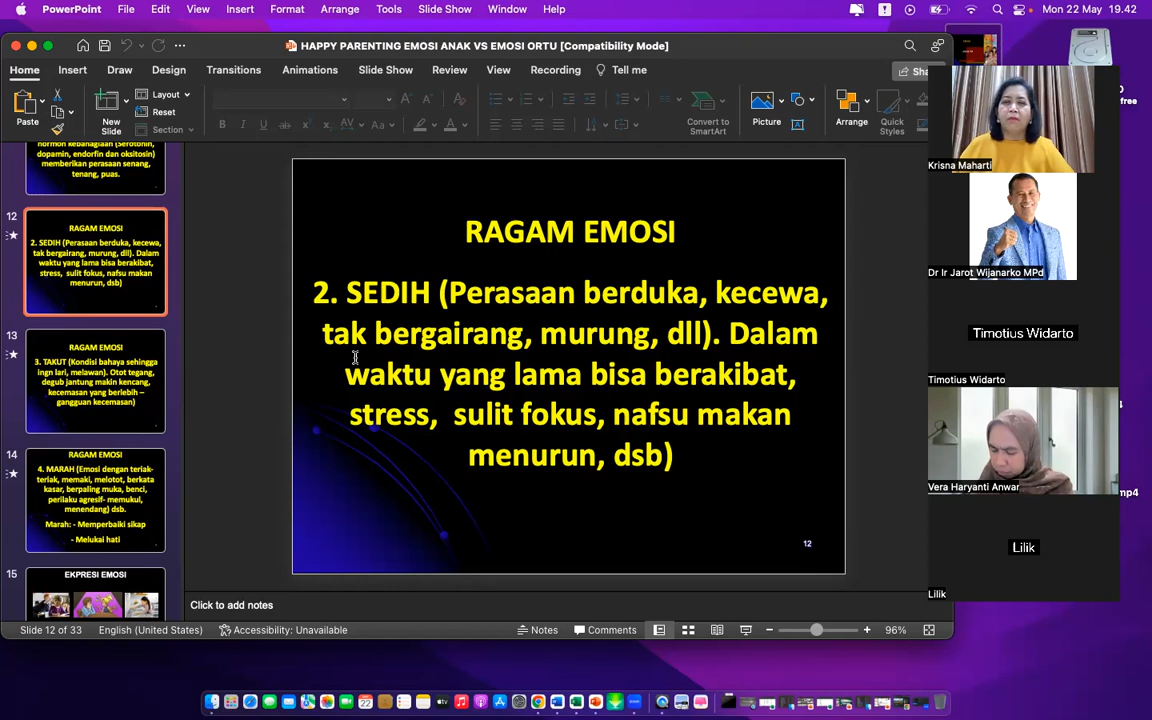 PowerPoint File Edit View Insert Format Arrange Tools Slide Show Window Help Mon 22 May 19.42
HAPPY PARENTING EMOSI ANAK VS EMOSI ORTU [Compatibility Mode]
Home Insert Draw Design Transitions Animations Slide Show Review View Recording Tell me
Paste
New
Slide
Layout
Reset
Section
B I U
Aa
Convert to
SmartArt
Picture
Arrange
Quick
Styles
hormon kebahagiaan (Serotonin,
dopamin, endorfin dan oksitosin)
memberikan perasaan senang,
tenang, puas.
12
RAGAM EMOSI
2. SEDIH (Perasaan berduka, kecewa,
tak bergairang, murung, dll). Dalam
waktu yang lama bisa berakibat,
stress, sulit fokus, nafsu makan
menurun, dsb)
13
RAGAM EMOSI
3. TAKUT (Kondisi bahaya sehingga
ingn lari, melawan). Otot tegang,
degub jantung makin kencang,
kecemasan yang berlebih –
gangguan kecemasan)
14
RAGAM EMOSI
4. MARAH (Emosi dengan teriak-
teriak, memaki, melotot, berkata
kasar, berpaling muka, benci,
perilaku agresif- memukul,
menendang) dsb.
Marah: - Memperbaiki sikap
- Melukai hati
15
EKPRESI EMOSI
RAGAM EMOSI
2. SEDIH (Perasaan berduka, kecewa,
tak bergairang, murung, dll). Dalam
waktu yang lama bisa berakibat,
stress, sulit fokus, nafsu makan
menurun, dsb)
12
Click to add notes
Slide 12 of 33 English (United States) Accessibility: Unavailable Notes Comments 96%
Krisna Maharti
Dr Ir Jarot Wijanarko MPd
Timotius Widarto
Timotius Widarto
Vera Haryanti Anwar
Lilik
Lilik
free
mp4